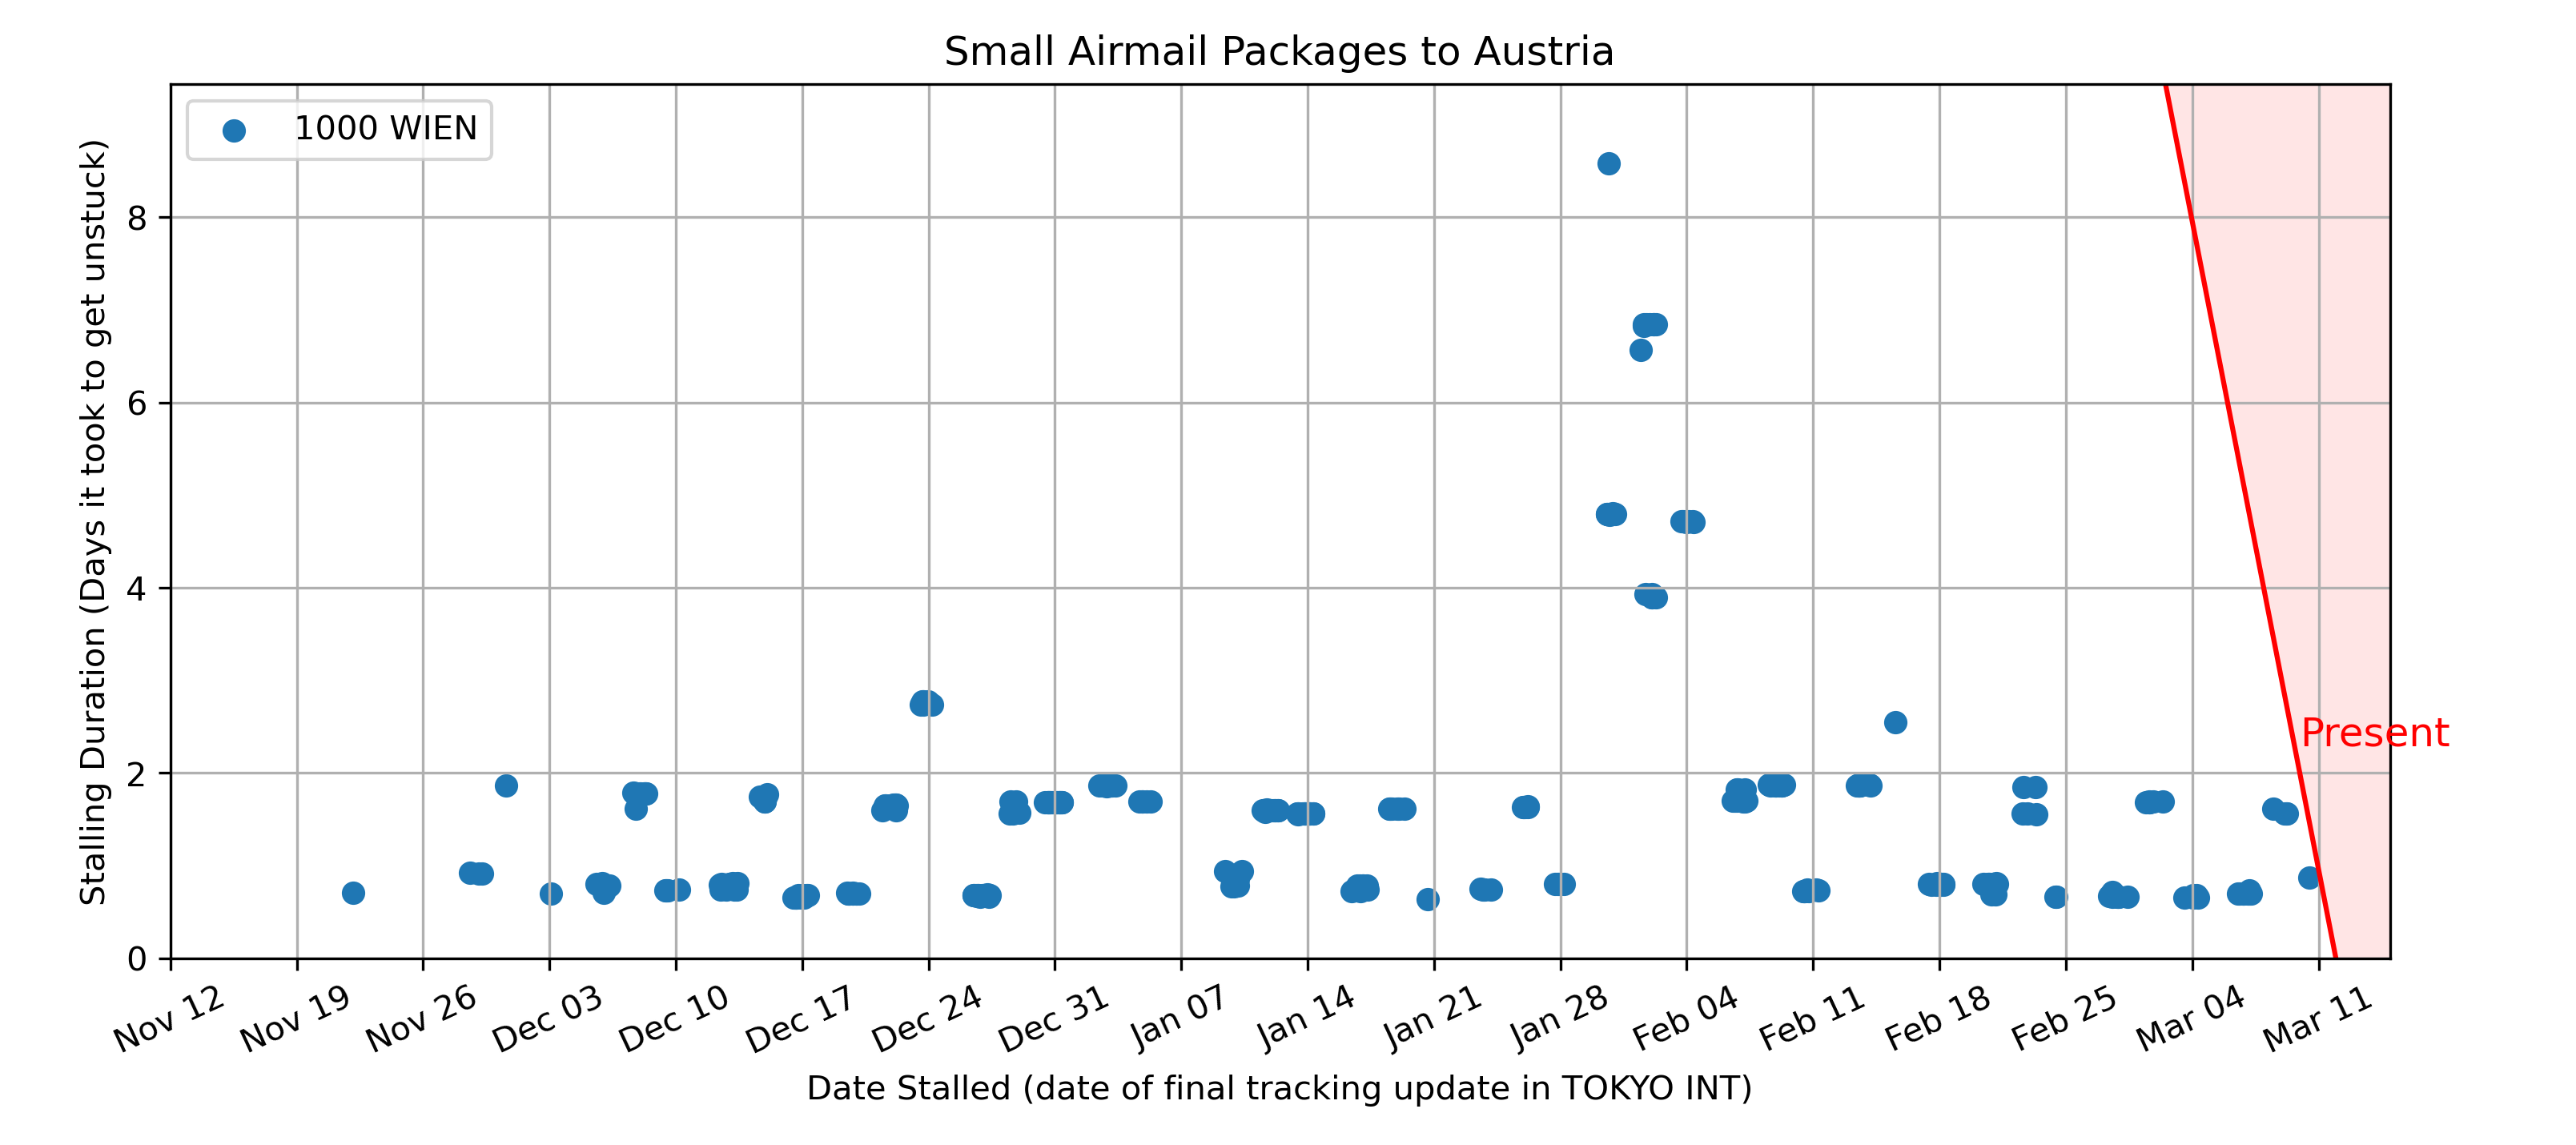 Small Airmail Packages to Austria
1000 WIEN
Stalling Duration (Days it took to get unstuck)
8
6
4
2
0
Present
Nov 12
Nov 19
Nov 26
Dec 03
Dec 10
Dec 17
Dec 24
Dec 31
Jan 07
Jan 14
Jan 21
Jan 28
Feb 04
Feb 11
Feb 18
Feb 25
Mar 04
Mar 11
Date Stalled (date of final tracking update in TOKYO INT)